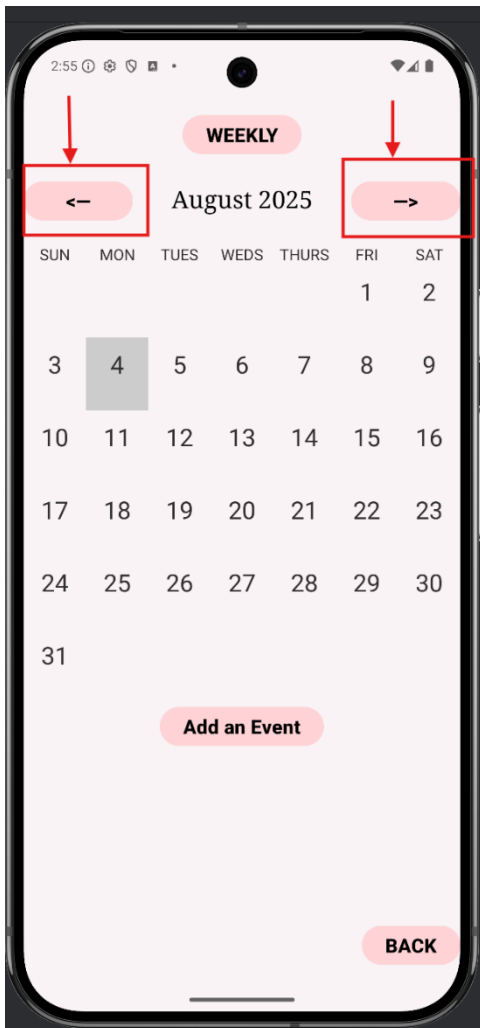 2:55
WEEKLY
<— August 2025 —>
SUN MON TUES WEDS THURS FRI SAT
1 2
3 4 5 6 7 8 9
10 11 12 13 14 15 16
17 18 19 20 21 22 23
24 25 26 27 28 29 30
31
Add an Event
BACK